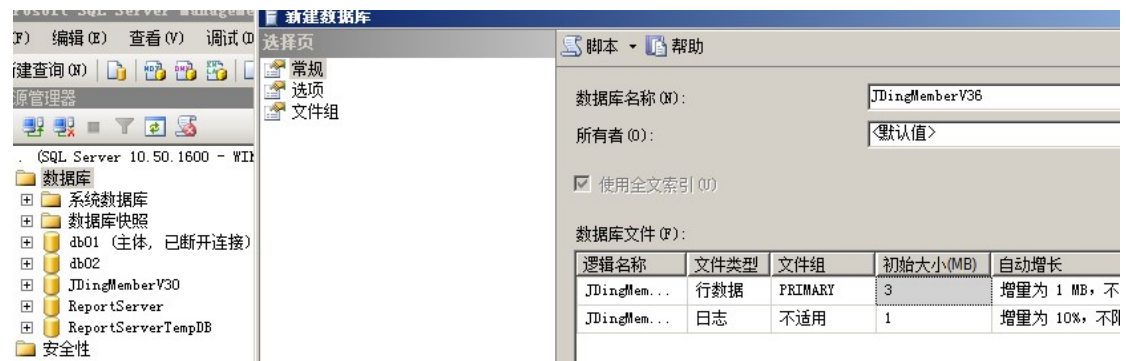 新建数据库
编辑(E) 查看(V) 调试(D
建查询(N)
源管理器
. (SQL Server 10.50.1600 - WIN
数据库
系统数据库
数据库快照
db01 (主体, 已断开连接)
db02
JDingMemberV30
ReportServer
ReportServerTempDB
安全性
选择页
常规
选项
文件组
脚本 帮助
数据库名称(N): JDingMemberV36
所有者(O): <默认值>
使用全文索引(U)
数据库文件(F):
逻辑名称 文件类型 文件组 初始大小(MB) 自动增长
JDingMem... 行数据 PRIMARY 3 增量为 1 MB，不
JDingMem... 日志 不适用 1 增量为 10%，不限